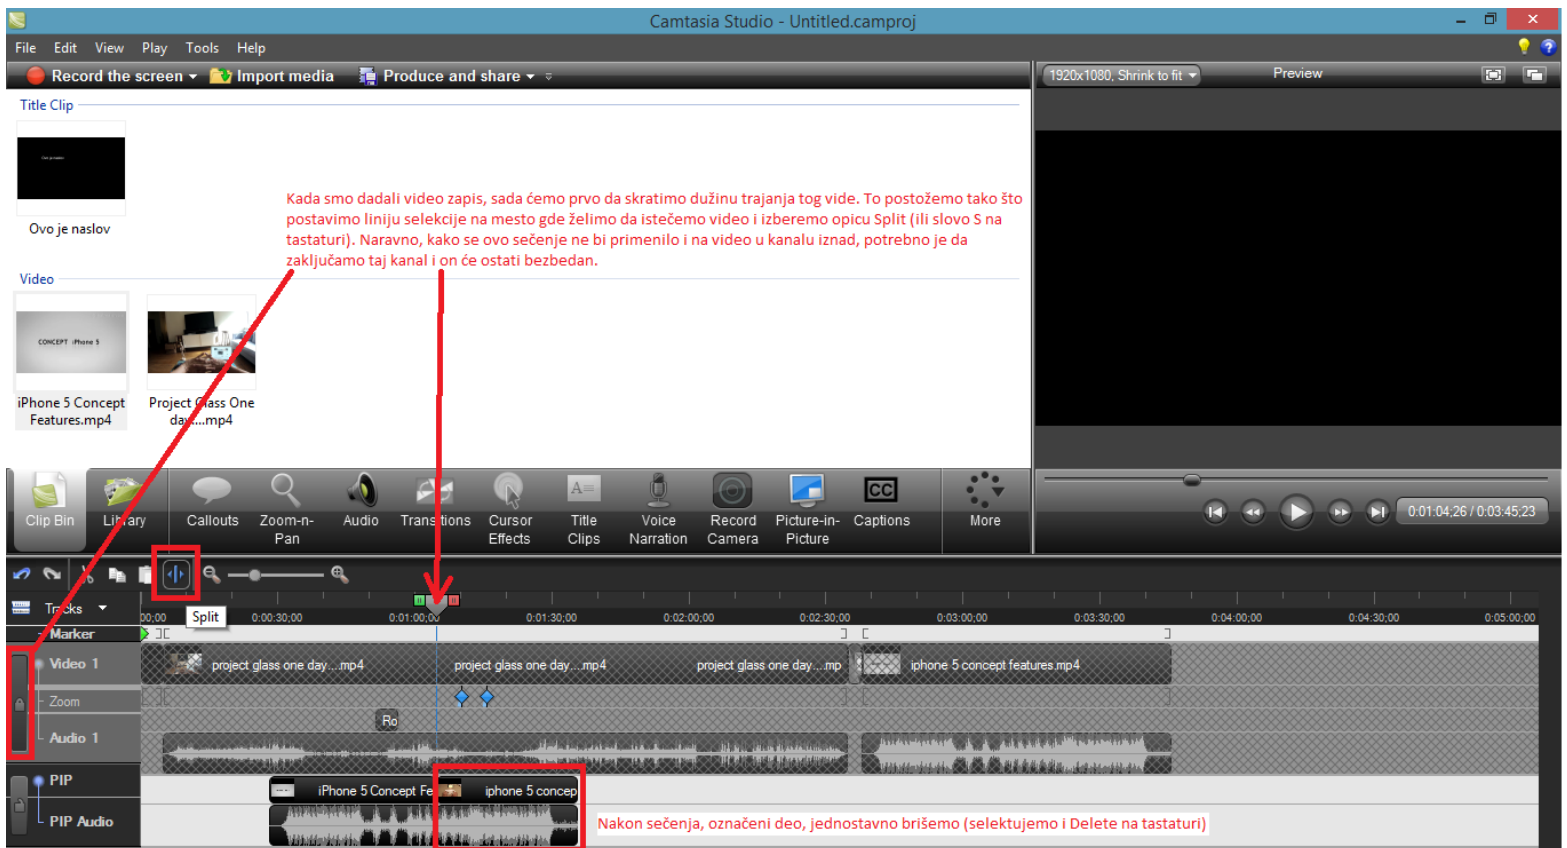 Camtasia Studio - Untitled.camproj
File Edit View Play Tools Help
Record the screen Import media Produce and share
1920x1080, Shrink to fit Preview
Title Clip
Ovo je naslov
Kada smo dadali video zapis, sada ćemo prvo da skratimo dužinu trajanja tog vide. To postožemo tako što
postavimo liniju selekcije na mesto gde želimo da istečemo video i izberemo opicu Split (ili slovo S na
tastaturi). Naravno, kako se ovo sečenje ne bi primenilo i na video u kanalu iznad, potrebno je da
zaključamo taj kanal i on će ostati bezbedan.
Video
CONCEPT iPhone 5
iPhone 5 Concept
Features.mp4
Project Glass One
day....mp4
Clip Bin Library Callouts Zoom-n-
Pan Audio Transitions Cursor
Effects Title
Clips Voice
Narration Record
Camera Picture-in-
Picture Captions More
A CC
0:01:04;26 / 0:03:45;23
Split
Tracks
00;00 0:00:30;00 0:01:00;00 0:01:30;00 0:02:00;00 0:02:30;00 0:03:00;00 0:03:30;00 0:04:00;00 0:04:30;00 0:05:00;00
Marker
Video 1 project glass one day....mp4 project glass one day....mp4 project glass one day....mp iphone 5 concept features.mp4
Zoom
Ro
Audio 1
PIP iPhone 5 Concept Fe iphone 5 concep
PIP Audio
Nakon sečenja, označeni deo, jednostavno brišemo (selektujemo i Delete na tastaturi)